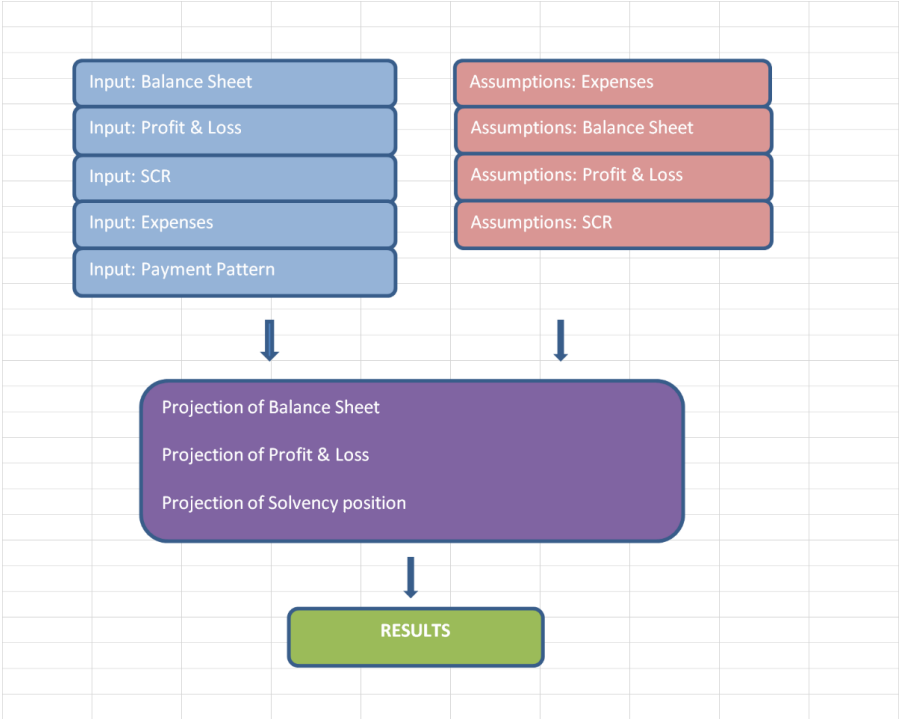 Input: Balance Sheet
Input: Profit & Loss
Input: SCR
Input: Expenses
Input: Payment Pattern
Assumptions: Expenses
Assumptions: Balance Sheet
Assumptions: Profit & Loss
Assumptions: SCR
Projection of Balance Sheet
Projection of Profit & Loss
Projection of Solvency position
RESULTS